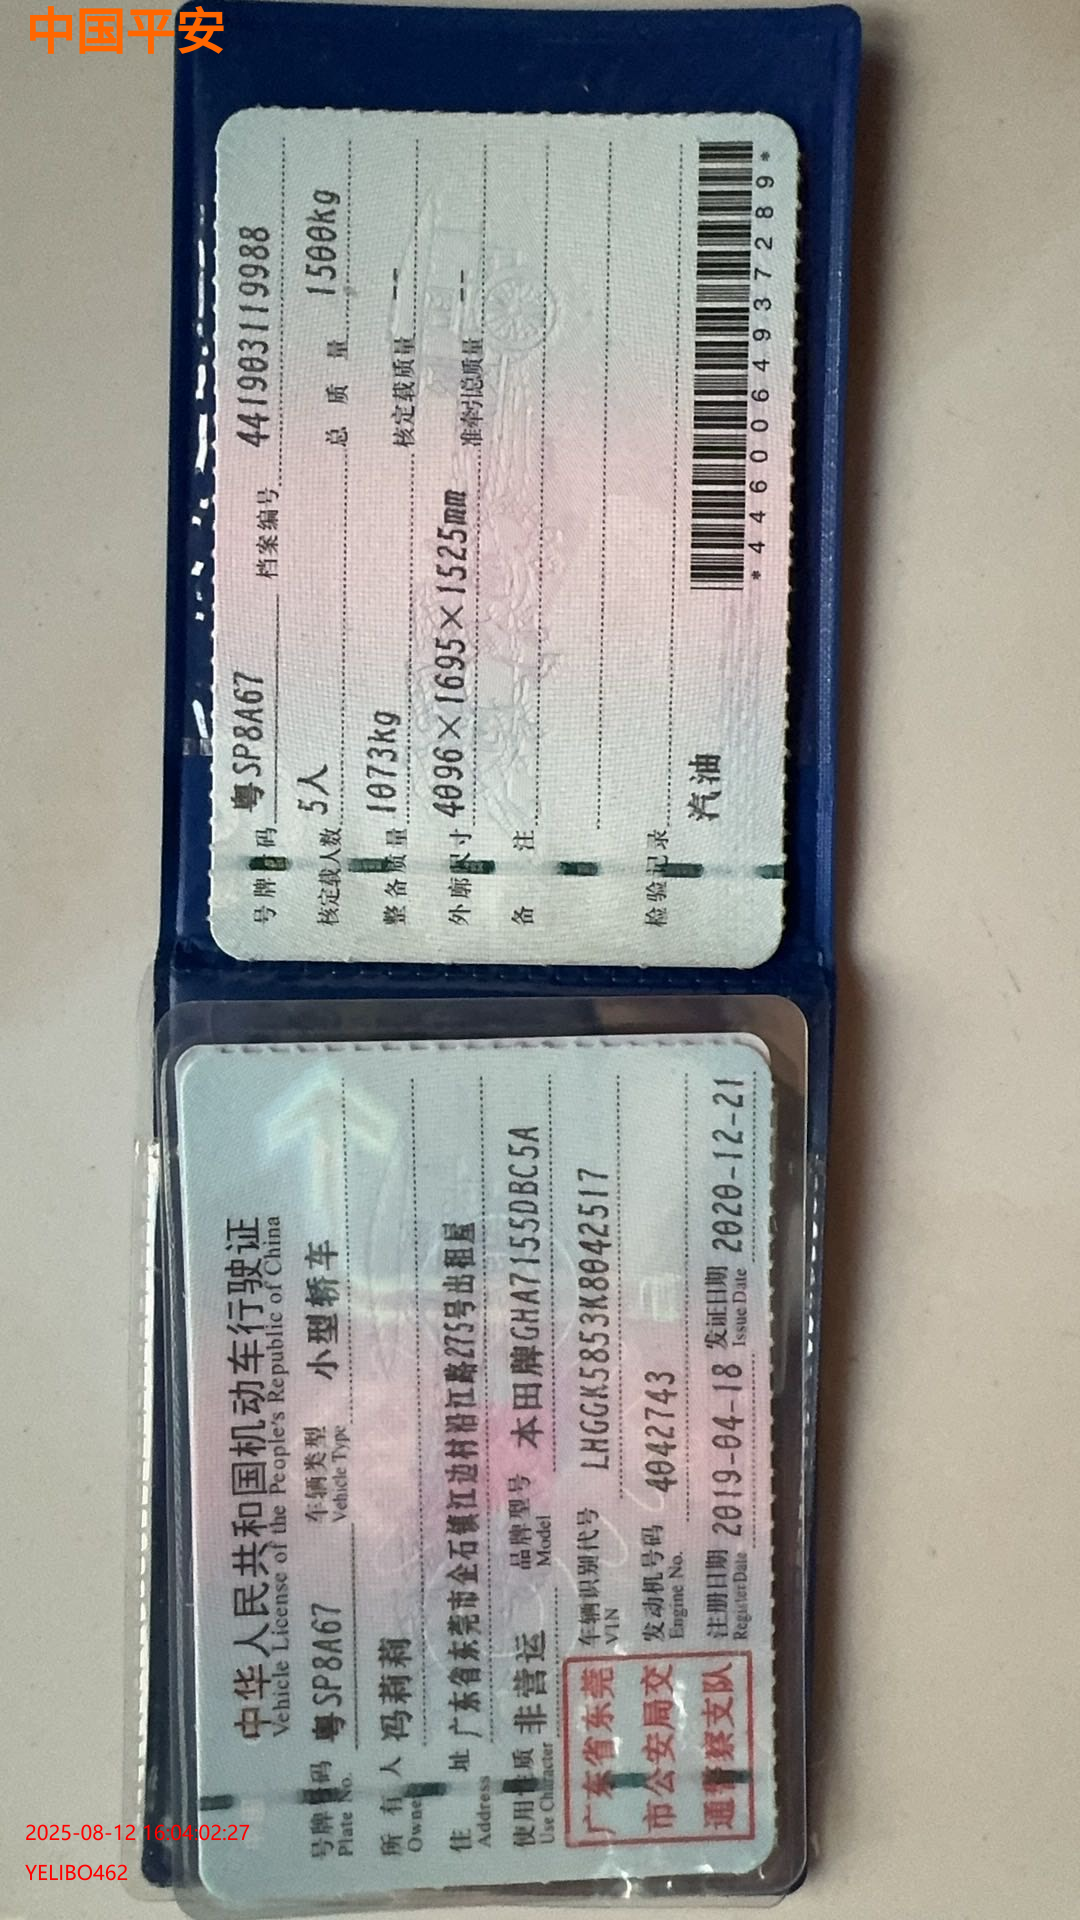 中国平安
中华人民共和国机动车行驶证
Vehicle License of the People's Republic of China
号牌号码 粤SP8A67 车辆类型 小型轿车
Plate No. Vehicle Type
所有人 冯莉莉
Owner
住址 广东省东莞市企石镇江边村沿江路275号出租屋
Address
使用性质 非营运 品牌型号 本田牌GHA7155DBC5A
Use Character Model
广东省东莞
市公安局交
通警察支队
车辆识别代号 LHGGK5853K8042517
VIN
发动机号码 4042743
Engine No.
注册日期 2019-04-18 发证日期 2020-12-21
Register Date Issue Date
号牌号码 粤SP8A67 档案编号 441903119988
核定载人数 5人 总质量 1500kg
整备质量 1073kg 核定载质量 --
外廓尺寸 4096×1695×1525mm 准牵引总质量 --
备注
检验记录
汽油
*4460064937289*
2025-08-12 16:04:02:27
YELIBO462